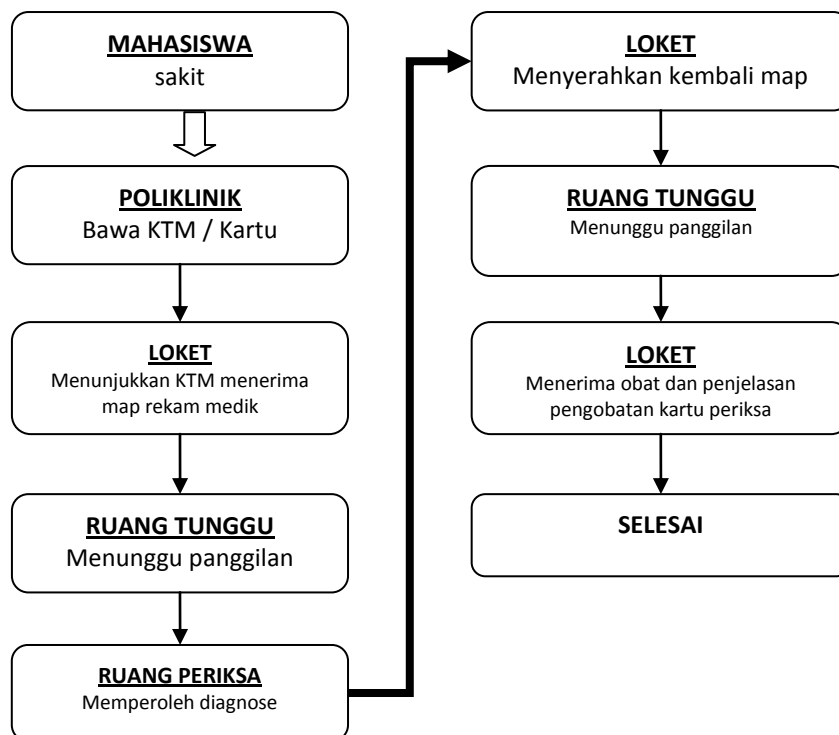 MAHASISWA
sakit
POLIKLINIK
Bawa KTM / Kartu
LOKET
Menunjukkan KTM menerima
map rekam medik
RUANG TUNGGU
Menunggu panggilan
RUANG PERIKSA
Memperoleh diagnose
LOKET
Menyerahkan kembali map
RUANG TUNGGU
Menunggu panggilan
LOKET
Menerima obat dan penjelasan
pengobatan kartu periksa
SELESAI